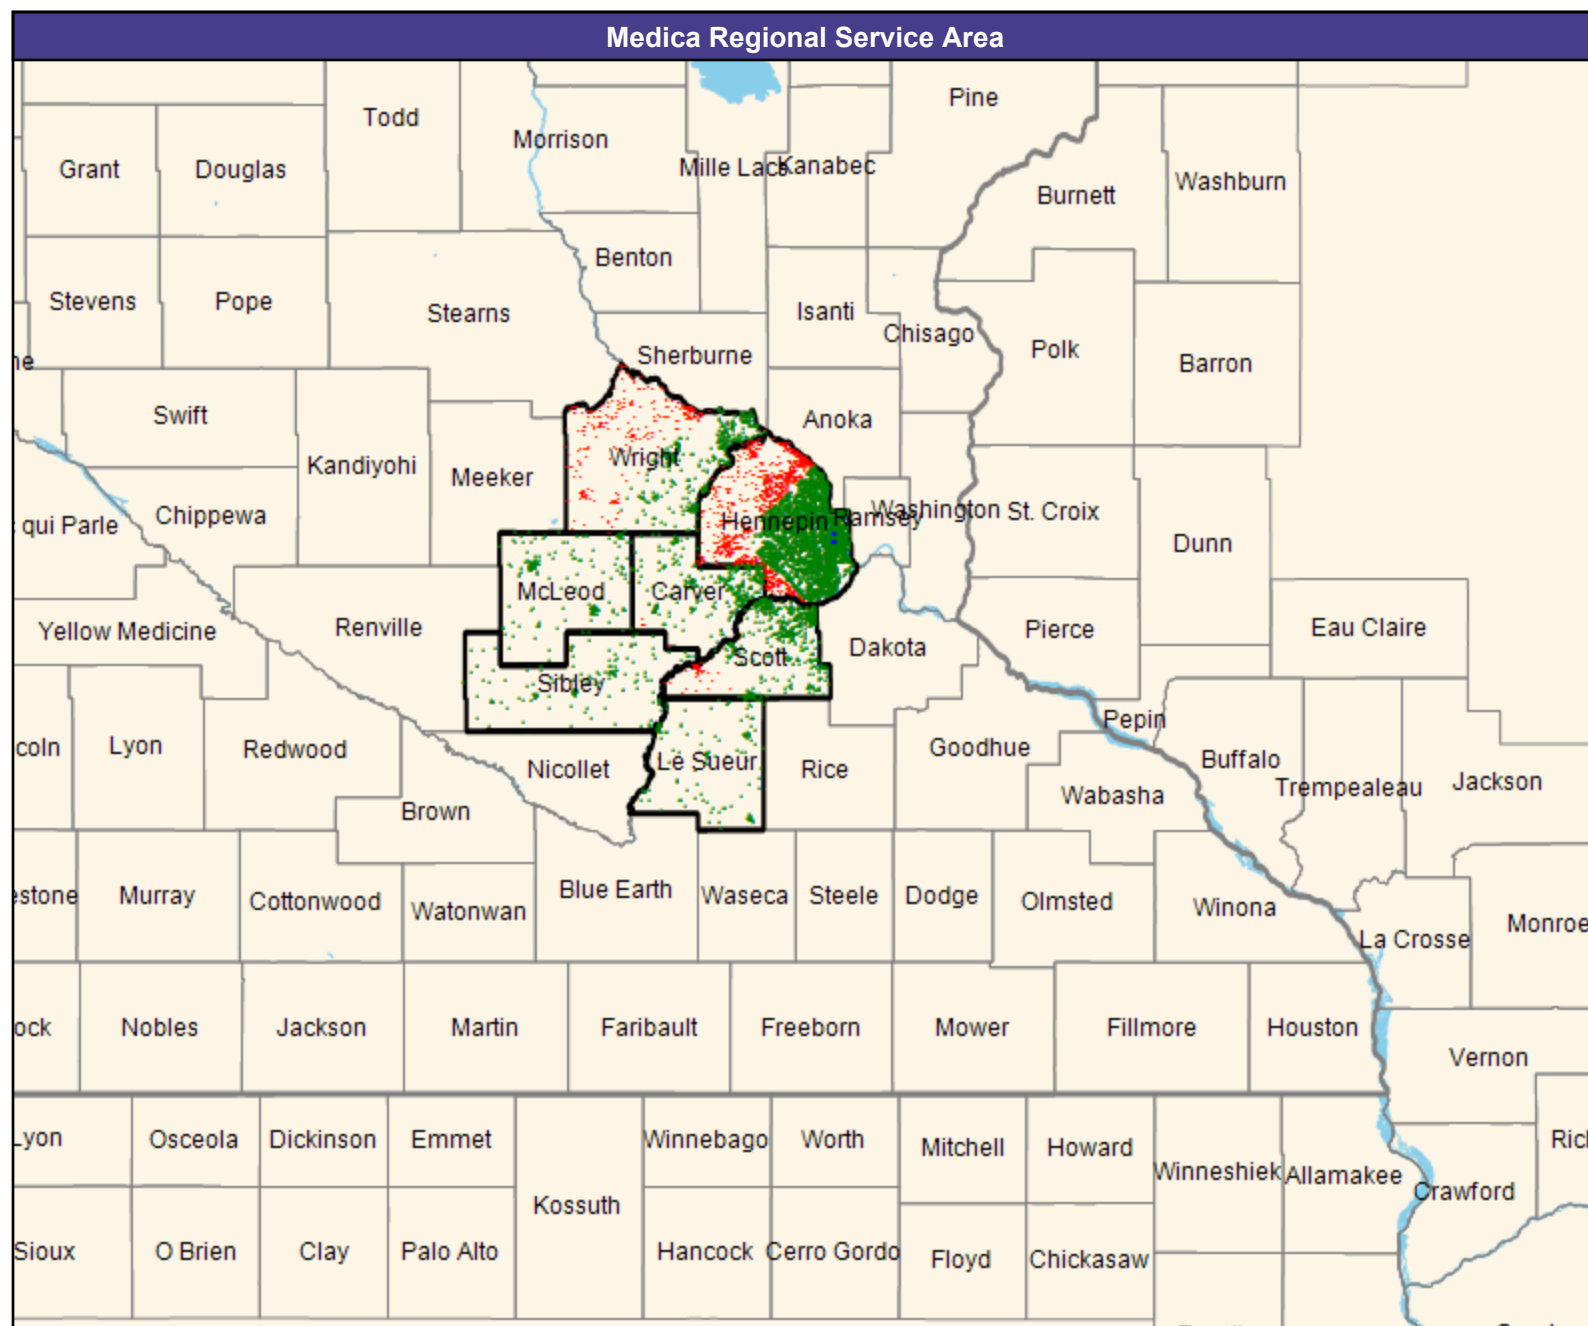 Medica Regional Service Area
Pine
Todd
Morrison
Mille Lacs
Kanabec
Grant
Douglas
Washburn
Burnett
Benton
Stevens
Pope
Stearns
Isanti
Chisago
Sherburne
Polk
Barron
ne
Swift
Anoka
Kandiyohi
Wright
Meeker
Chippewa
qui Parle
Hennepin
Ramsey
Washington
St. Croix
Dunn
McLeod
Carver
Yellow Medicine
Renville
Pierce
Eau Claire
Dakota
Scott
Sibley
Pepin
coln
Lyon
Redwood
Nicollet
Le Sueur
Rice
Goodhue
Buffalo
Trempealeau
Jackson
Wabasha
Brown
estone
Murray
Cottonwood
Watonwan
Blue Earth
Waseca
Steele
Dodge
Olmsted
Winona
La Crosse
Monroe
ock
Nobles
Jackson
Martin
Faribault
Freeborn
Mower
Fillmore
Houston
Vernon
Lyon
Osceola
Dickinson
Emmet
Winnebago
Worth
Mitchell
Howard
Winneshiek
Allamakee
Crawford
Rich
Kossuth
Sioux
O Brien
Clay
Palo Alto
Hancock
Cerro Gordo
Floyd
Chickasaw